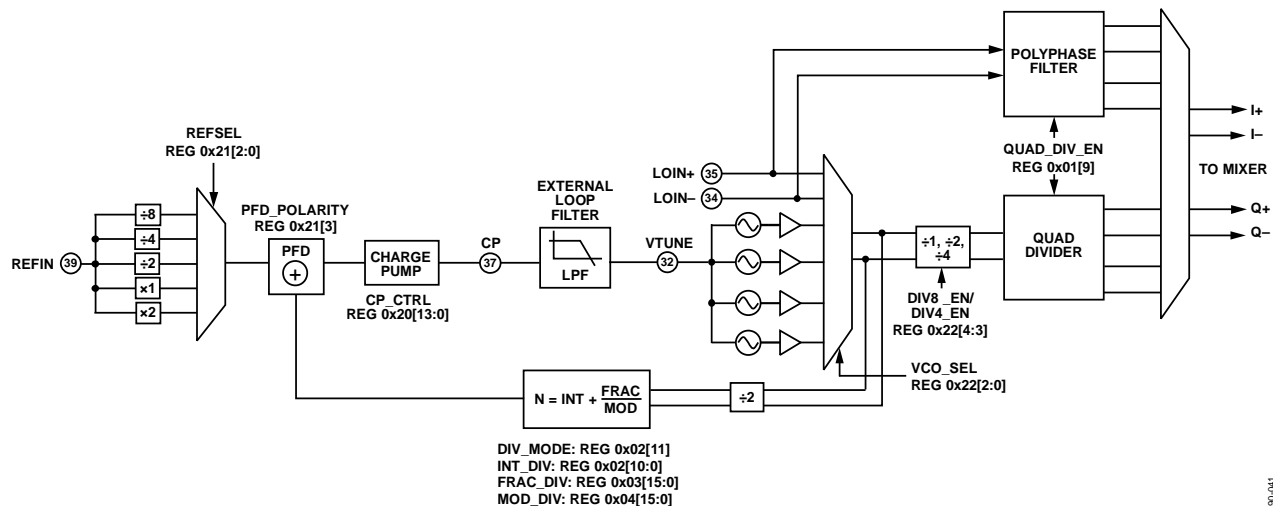 POLYPHASE
FILTER
I+
I–
REFSEL
REG 0x21[2:0]
QUAD_DIV_EN
REG 0x01[9]
TO MIXER
LOIN+
35
LOIN–
34
EXTERNAL
LOOP
FILTER
PFD_POLARITY
REG 0x21[3]
÷8
÷4
÷2
×1
×2
REFIN
39
PFD
+
CHARGE
PUMP
CP
37
LPF
VTUNE
32
CP_CTRL
REG 0x20[13:0]
÷1, ÷2,
÷4
QUAD
DIVIDER
Q+
Q–
DIV8_EN/
DIV4_EN
REG 0x22[4:3]
VCO_SEL
REG 0x22[2:0]
N = INT + FRAC
MOD
÷2
DIV_MODE: REG 0x02[11]
INT_DIV: REG 0x02[10:0]
FRAC_DIV: REG 0x03[15:0]
MOD_DIV: REG 0x04[15:0]